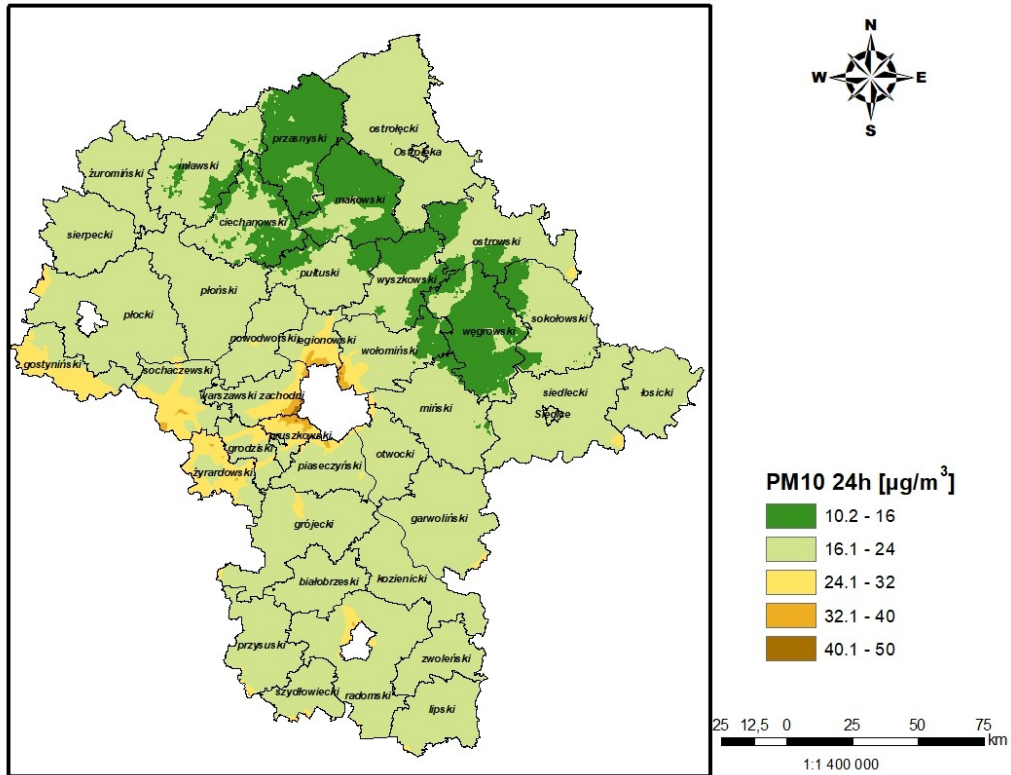 N
W E
S
ostrołęcki
Ostrołęka
przasnyski
mławski
żuromiński
makowski
ciechanowski
sierpecki
ostrowski
pułtuski
wyszkowski
płoński
płocki
sokołowski
węgrowski
nowodworski
legionowski
wołomiński
gostyniński
sochaczewski
siedlecki
łosicki
warszawski zachodni
miński
Siedlce
pruszkowski
grodziski
otwocki
piaseczyński
żyrardowski
garwoliński
grójecki
białobrzeski
kozienicki
przysuski
zwoleński
szydłowiecki
radomski
lipski
PM10 24h [µg/m³]
10.2 - 16
16.1 - 24
24.1 - 32
32.1 - 40
40.1 - 50
25 12,5 0 25 50 75
km
1:1 400 000